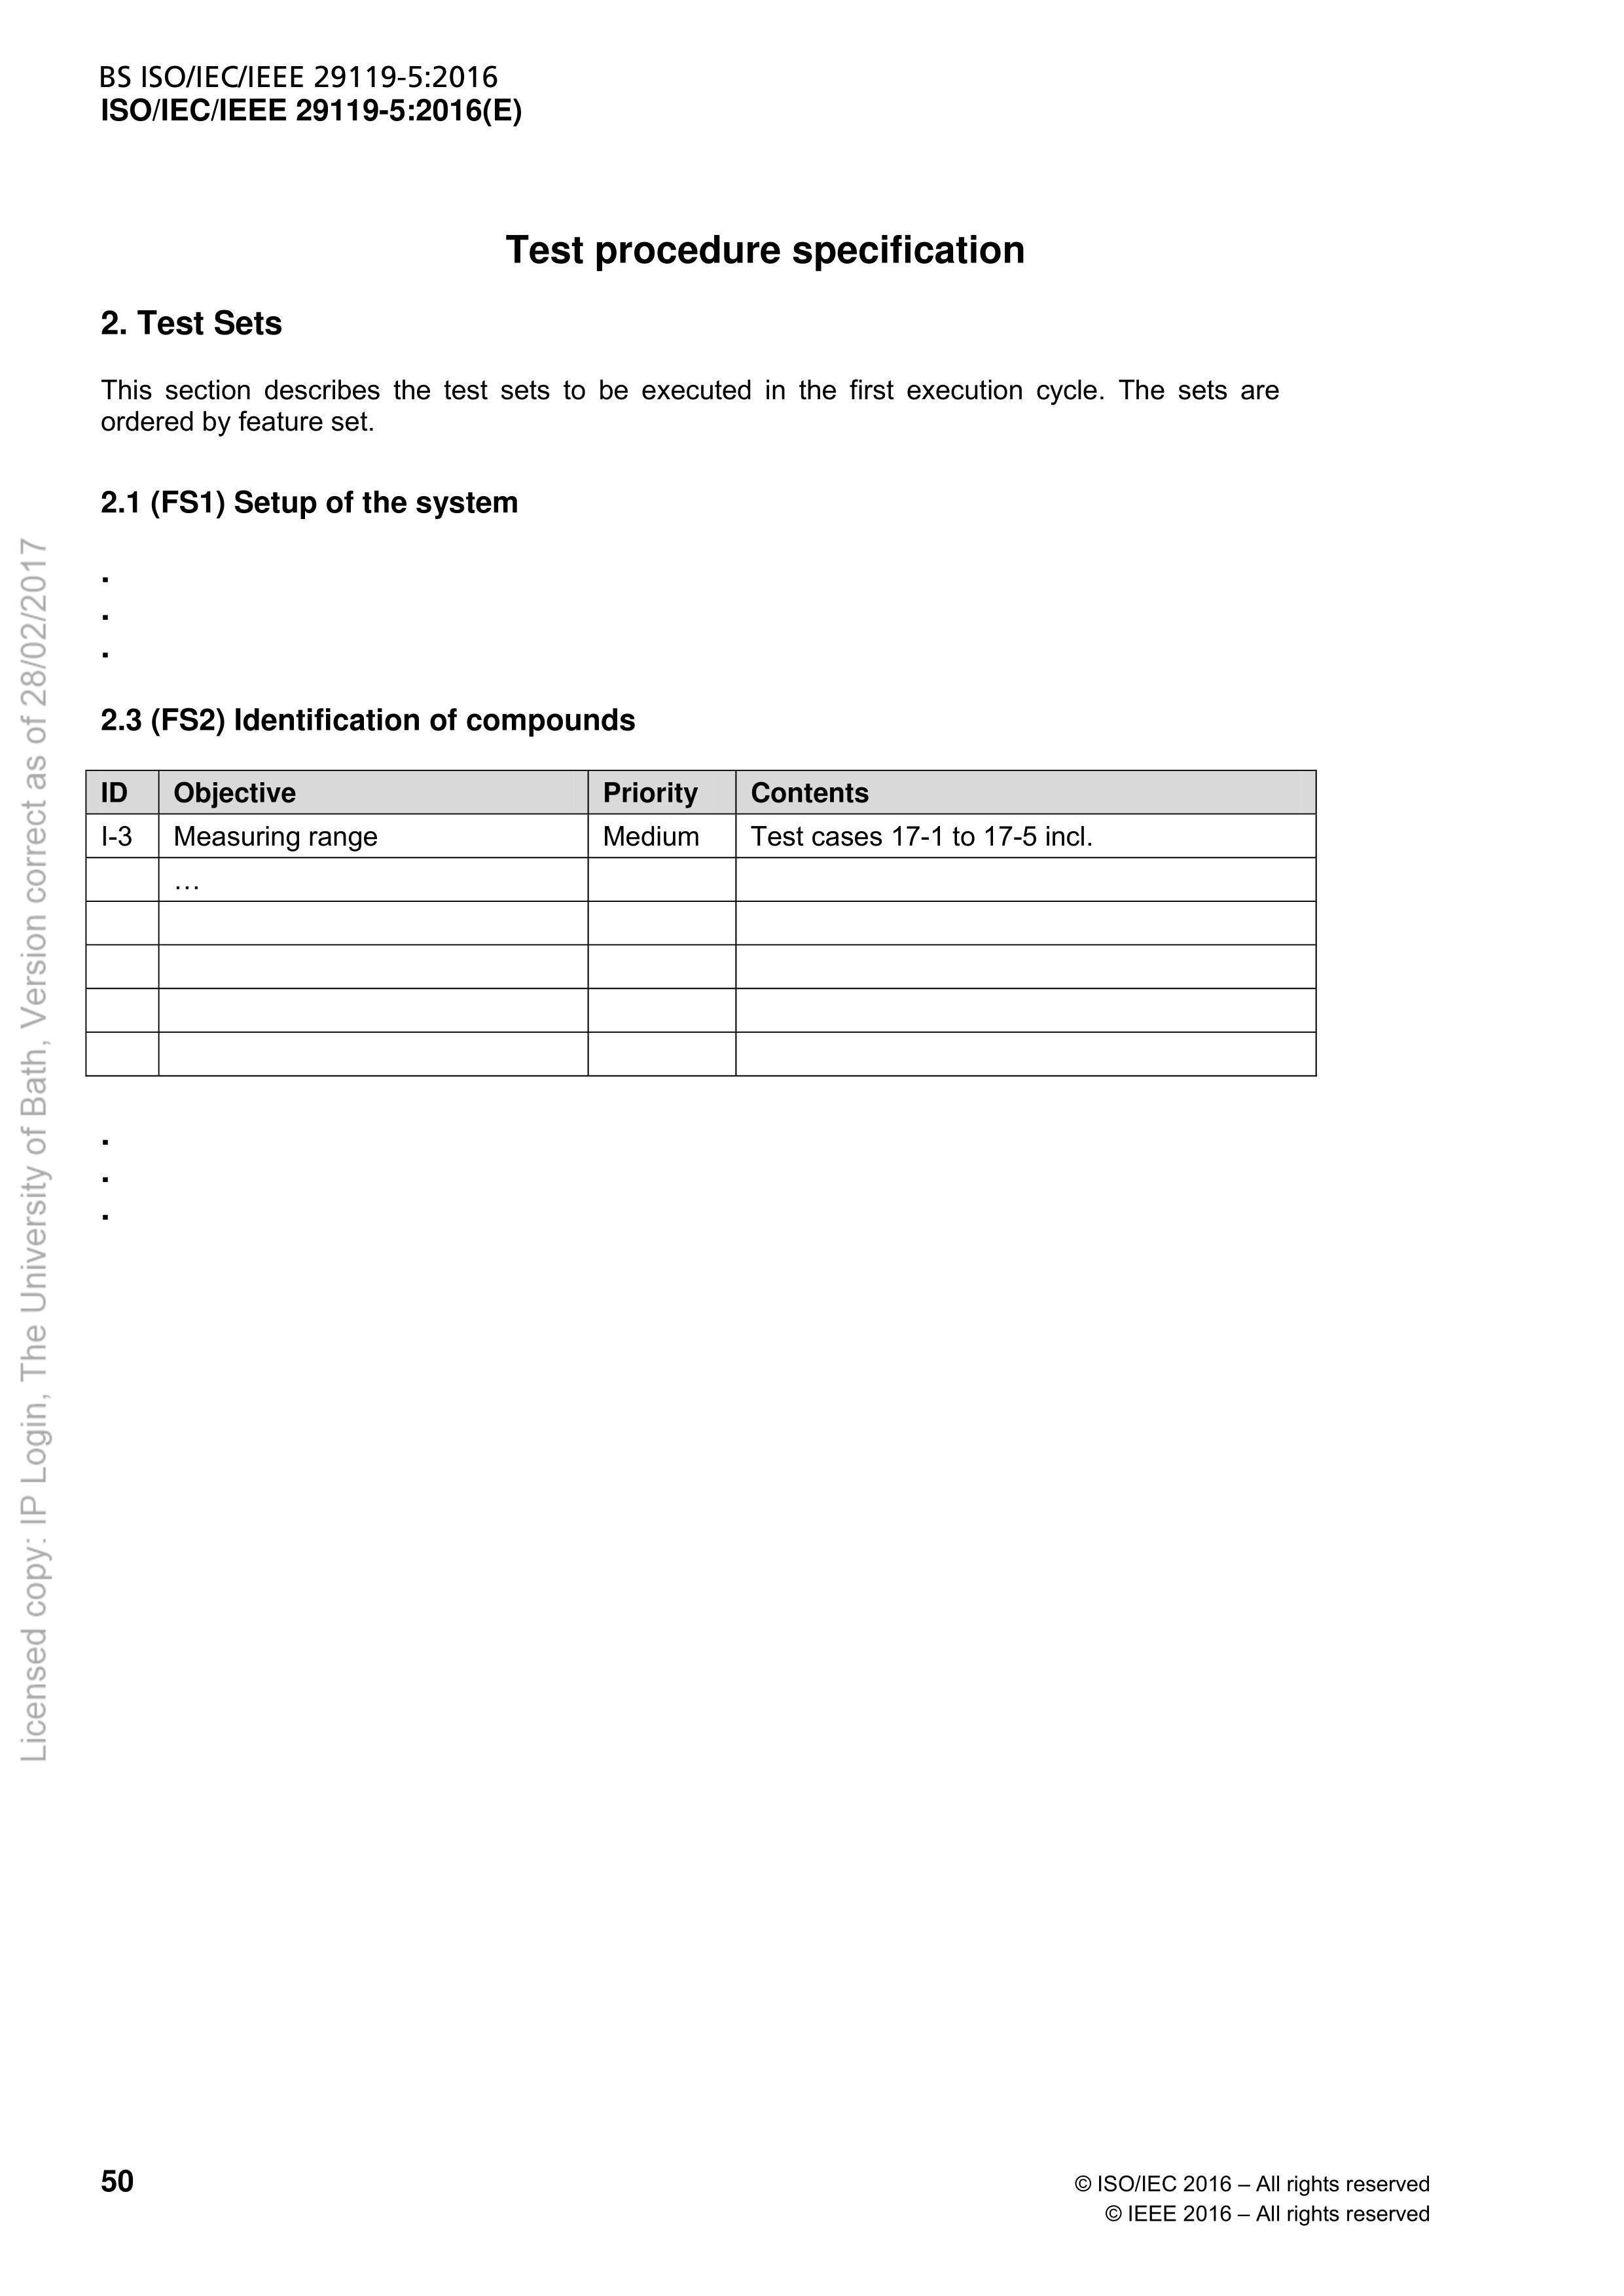 BS ISO/IEC/IEEE 29119-5:2016
ISO/IEC/IEEE 29119-5:2016(E)
Test procedure specification
2. Test Sets
This section describes the test sets to be executed in the first execution cycle. The sets are
ordered by feature set.
2.1 (FS1) Setup of the system
.
.
.
2.3 (FS2) Identification of compounds
ID Objective Priority Contents
I-3 Measuring range Medium Test cases 17-1 to 17-5 incl.
…
.
.
.
Licensed copy: IP Login, The University of Bath, Version correct as of 28/02/2017
50
© ISO/IEC 2016 – All rights reserved
© IEEE 2016 – All rights reserved